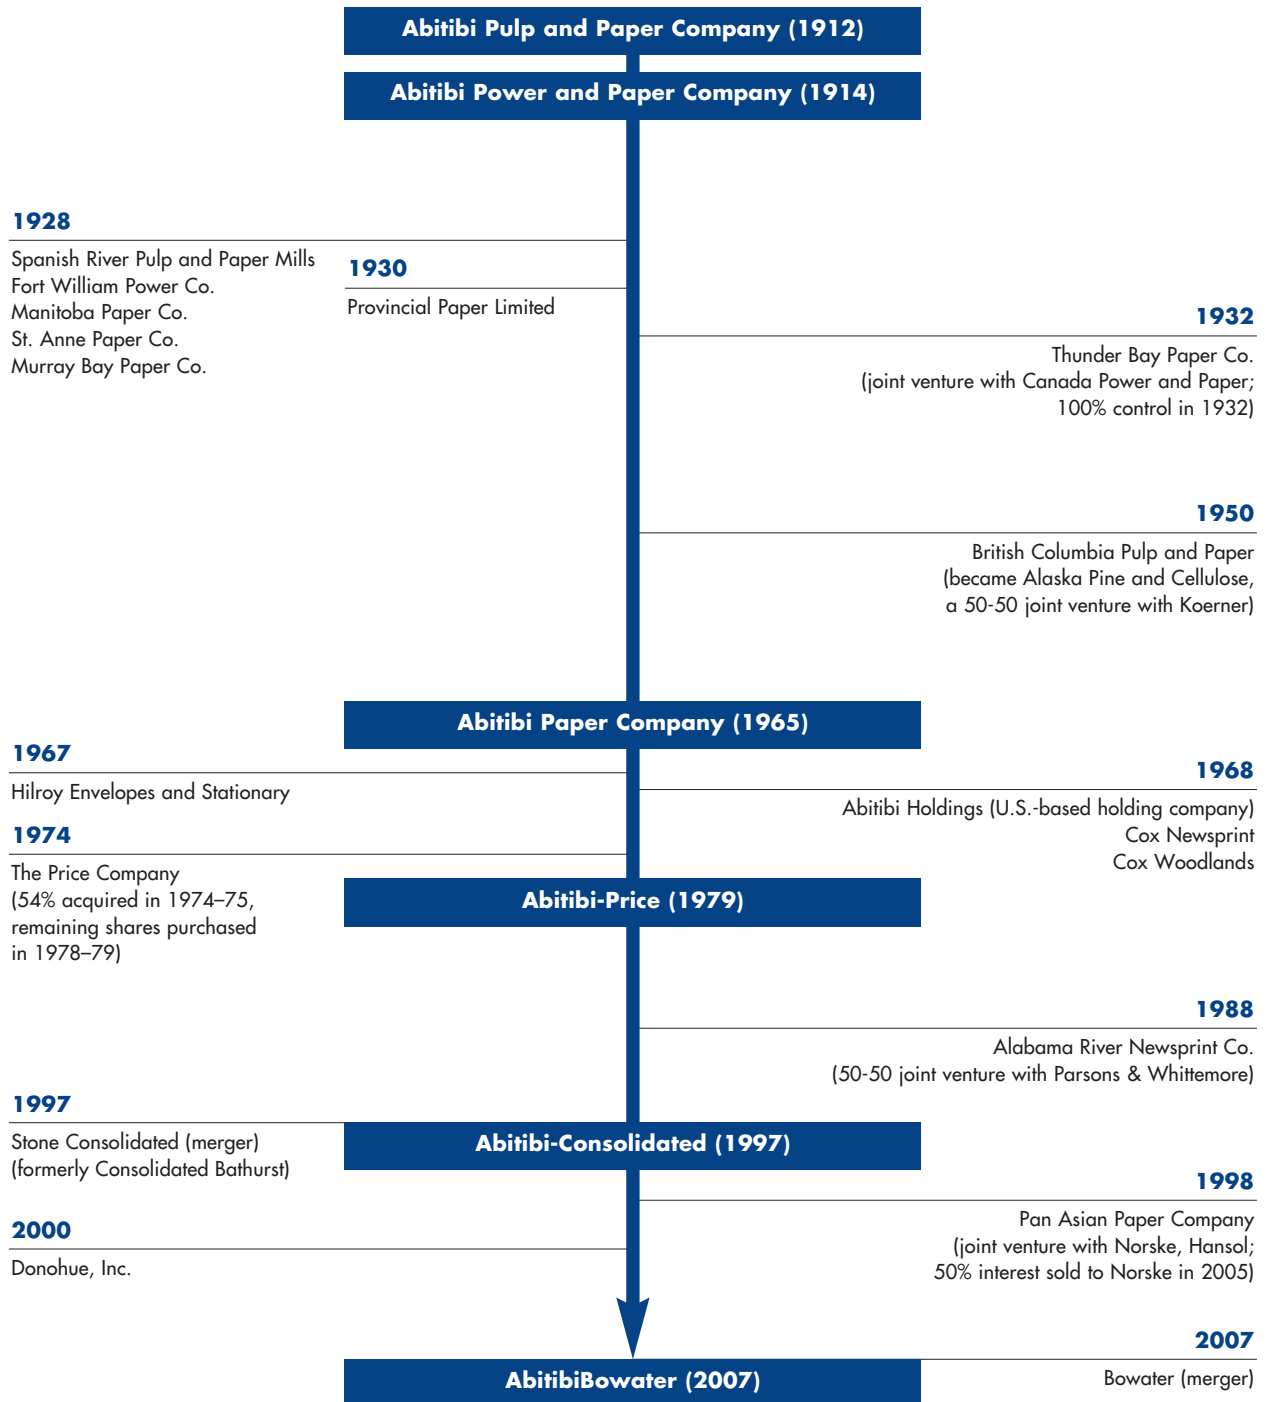 Abitibi Pulp and Paper Company (1912)
Abitibi Power and Paper Company (1914)
1928
Spanish River Pulp and Paper Mills
Fort William Power Co.
Manitoba Paper Co.
St. Anne Paper Co.
Murray Bay Paper Co.
1930
Provincial Paper Limited
1932
Thunder Bay Paper Co.
(joint venture with Canada Power and Paper;
100% control in 1932)
1950
British Columbia Pulp and Paper
(became Alaska Pine and Cellulose,
a 50-50 joint venture with Koerner)
Abitibi Paper Company (1965)
1967
Hilroy Envelopes and Stationary
1968
Abitibi Holdings (U.S.-based holding company)
Cox Newsprint
Cox Woodlands
1974
The Price Company
(54% acquired in 1974–75,
remaining shares purchased
in 1978–79)
Abitibi-Price (1979)
1988
Alabama River Newsprint Co.
(50-50 joint venture with Parsons & Whittemore)
1997
Stone Consolidated (merger)
(formerly Consolidated Bathurst)
Abitibi-Consolidated (1997)
1998
Pan Asian Paper Company
(joint venture with Norske, Hansol;
50% interest sold to Norske in 2005)
2000
Donohue, Inc.
2007
Bowater (merger)
AbitibiBowater (2007)